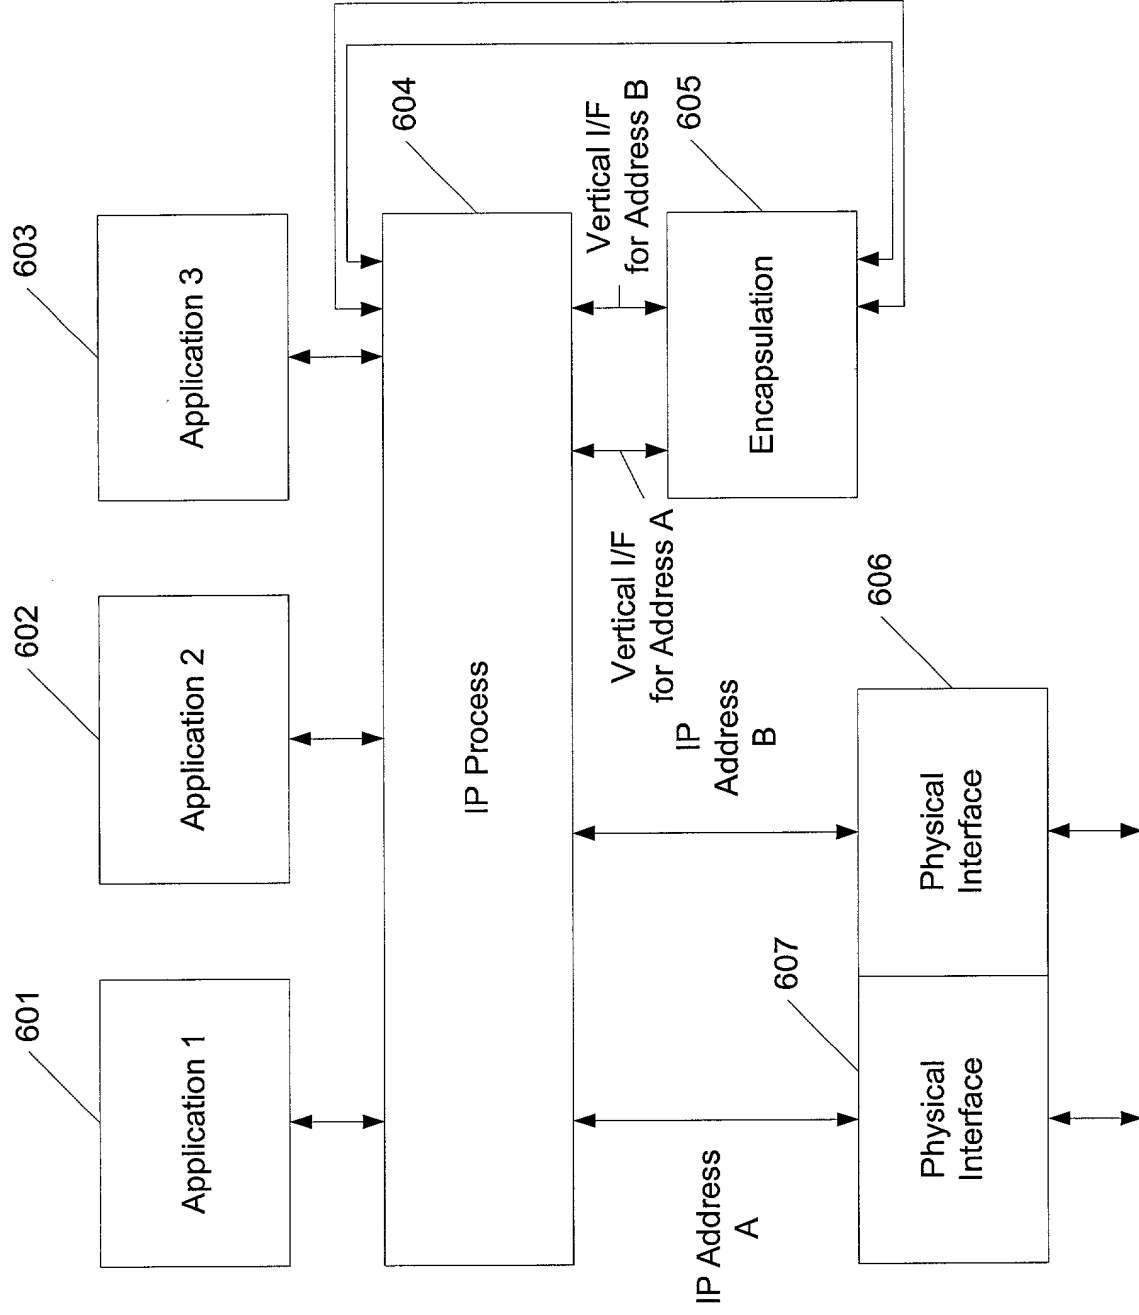 601
Application 1
602
Application 2
603
Application 3
604
IP Process
Vertical I/F
for Address A
Vertical I/F
for Address B
605
Encapsulation
IP Address
A
IP
Address
B
607
Physical
Interface
606
Physical
Interface